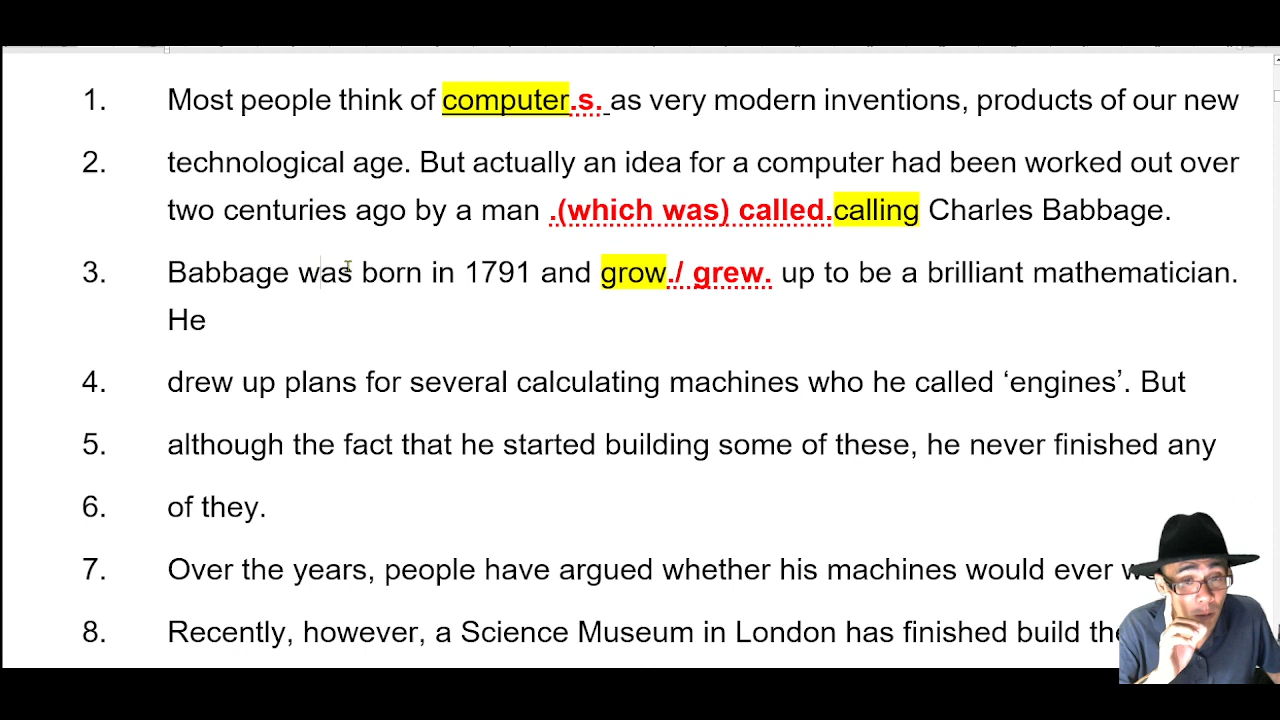 1. Most people think of computer.s. as very modern inventions, products of our new
2. technological age. But actually an idea for a computer had been worked out over
two centuries ago by a man .(which was) called.calling Charles Babbage.
3. Babbage was born in 1791 and grow./ grew. up to be a brilliant mathematician.
He
4. drew up plans for several calculating machines who he called ‘engines’. But
5. although the fact that he started building some of these, he never finished any
6. of they.
7. Over the years, people have argued whether his machines would ever
8. Recently, however, a Science Museum in London has finished build